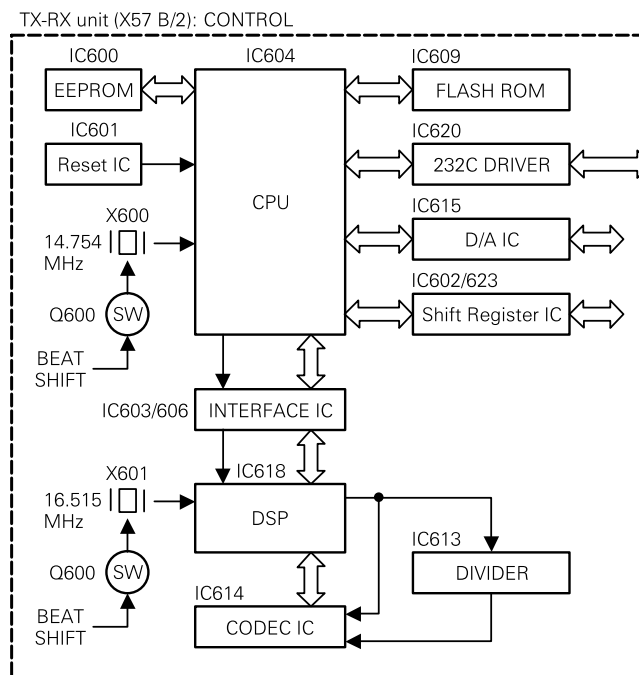 TX-RX unit (X57 B/2): CONTROL
IC600
EEPROM
IC604
CPU
IC609
FLASH ROM
IC601
Reset IC
IC620
232C DRIVER
X600
14.754
MHz
IC615
D/A IC
Q600
SW
IC602/623
Shift Register IC
BEAT
SHIFT
IC603/606
INTERFACE IC
X601
16.515
MHz
IC618
DSP
Q600
SW
IC613
DIVIDER
IC614
CODEC IC
BEAT
SHIFT